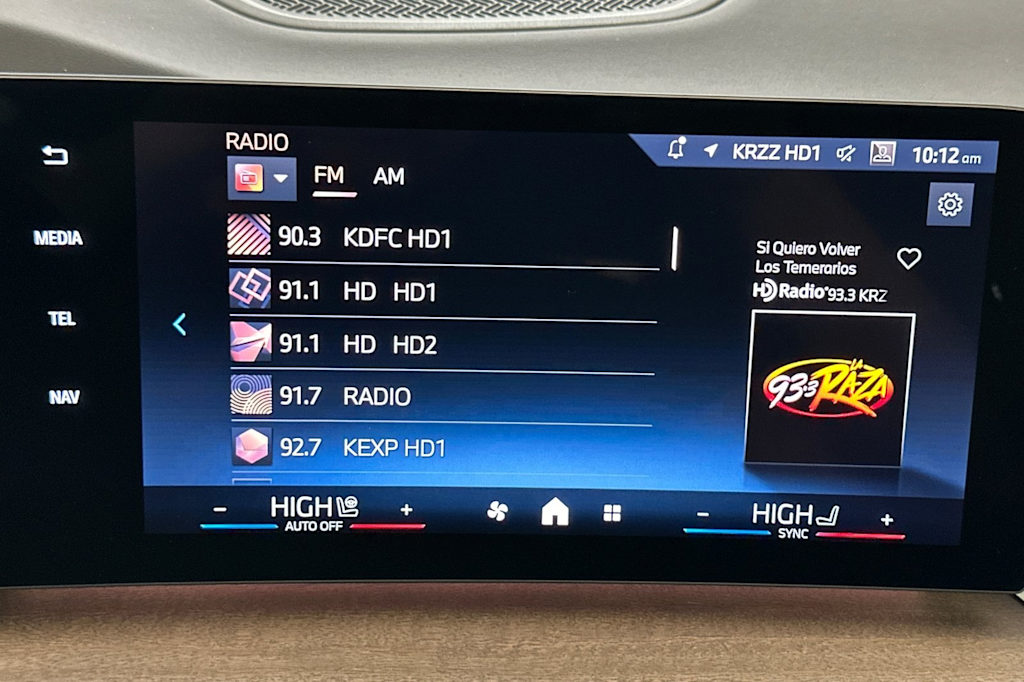 RADIO
KRZZ HD1 10:12 am
FM AM
MEDIA
TEL
NAV
90.3 KDFC HD1
91.1 HD HD1
91.1 HD HD2
91.7 RADIO
92.7 KEXP HD1
Si Quiero Volver
Los Temerarios
HD Radio 93.3 KRZ
LA
93.3 RAZA
- HIGH +
AUTO OFF
- HIGH +
SYNC